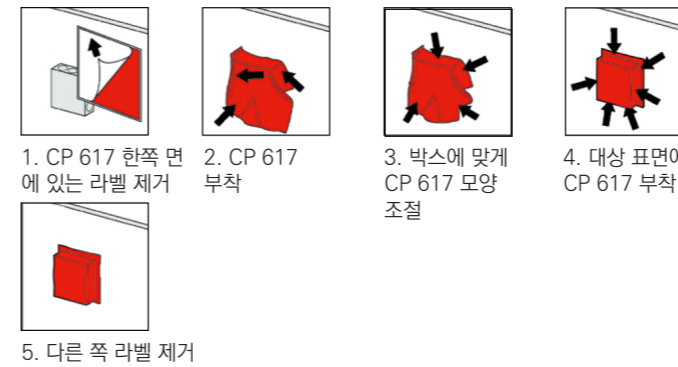 1. CP 617 한쪽 면
에 있는 라벨 제거
2. CP 617
부착
3. 박스에 맞게
CP 617 모양
조절
4. 대상 표면에
CP 617 부착
5. 다른 쪽 라벨 제거